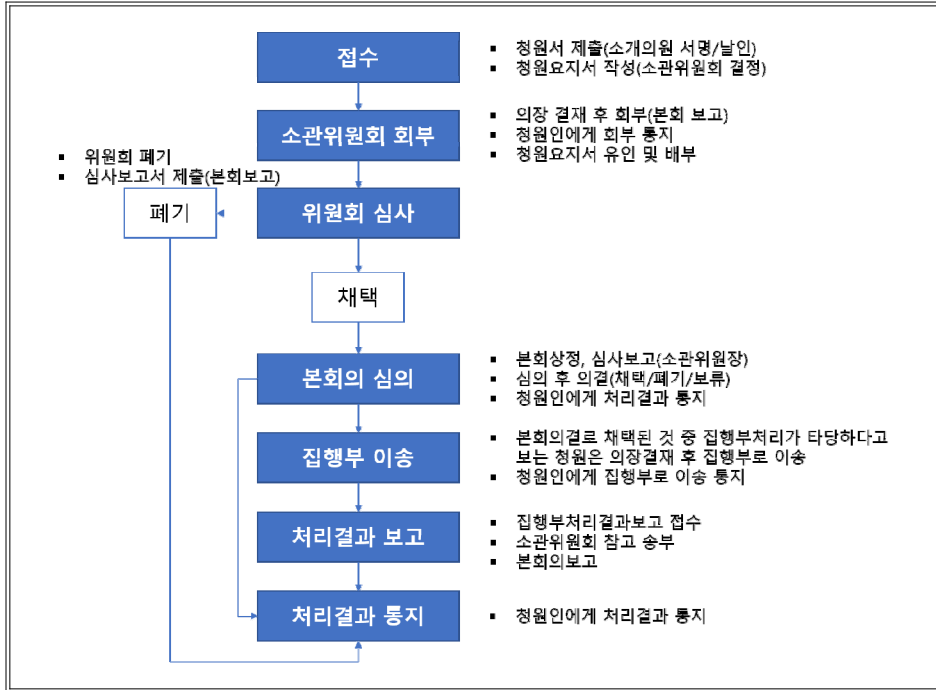 접수
▪ 청원서 제출(소개의원 서명/날인)
▪ 청원요지서 작성(소관위원회 결정)
소관위원회 회부
▪ 의장 결재 후 회부(본회 보고)
▪ 청원인에게 회부 통지
▪ 청원요지서 유인 및 배부
▪ 위원회 폐기
▪ 심사보고서 제출(본회보고)
폐기
위원회 심사
채택
본회의 심의
▪ 본회상정, 심사보고(소관위원장)
▪ 심의 후 의결(채택/폐기/보류)
▪ 청원인에게 처리결과 통지
집행부 이송
▪ 본회의결로 채택된 것 중 집행부처리가 타당하다고
보는 청원은 의장결재 후 집행부로 이송
▪ 청원인에게 집행부로 이송 통지
처리결과 보고
▪ 집행부처리결과보고 접수
▪ 소관위원회 참고 송부
▪ 본회의보고
처리결과 통지
▪ 청원인에게 처리결과 통지